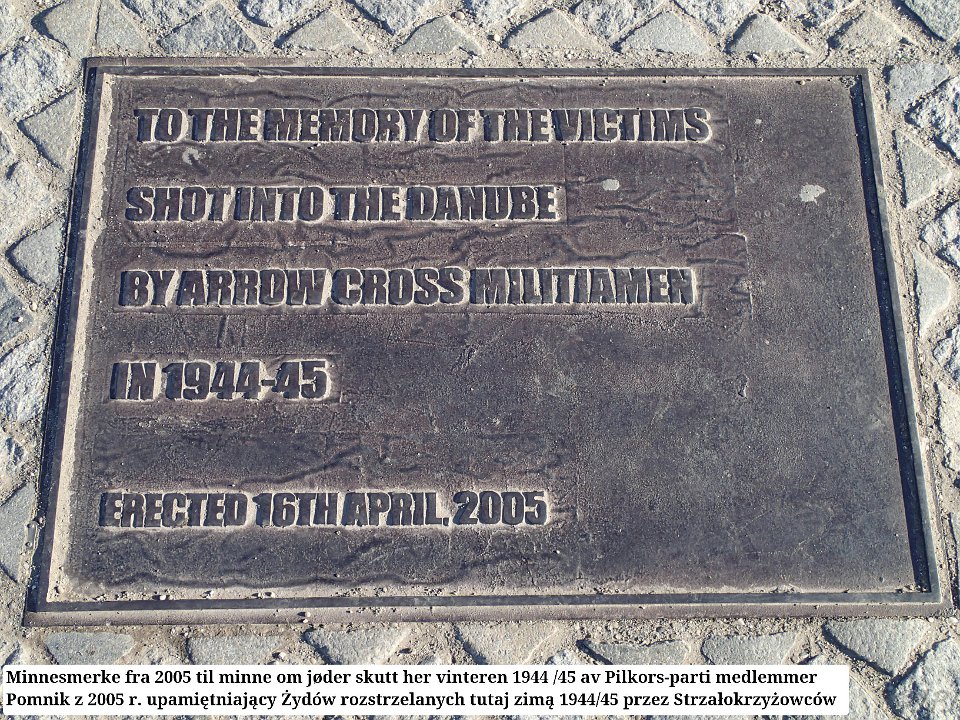 TO THE MEMORY OF THE VICTIMS
SHOT INTO THE DANUBE
BY ARROW CROSS MILITIAMEN
IN 1944-45
ERECTED 16TH APRIL, 2005
Minnesmerke fra 2005 til minne om jøder skutt her vinteren 1944 /45 av Pilkors-parti medlemmer
Pomnik z 2005 r. upamiętniający Żydów rozstrzelanych tutaj zimą 1944/45 przez Strzałokrzyżowców